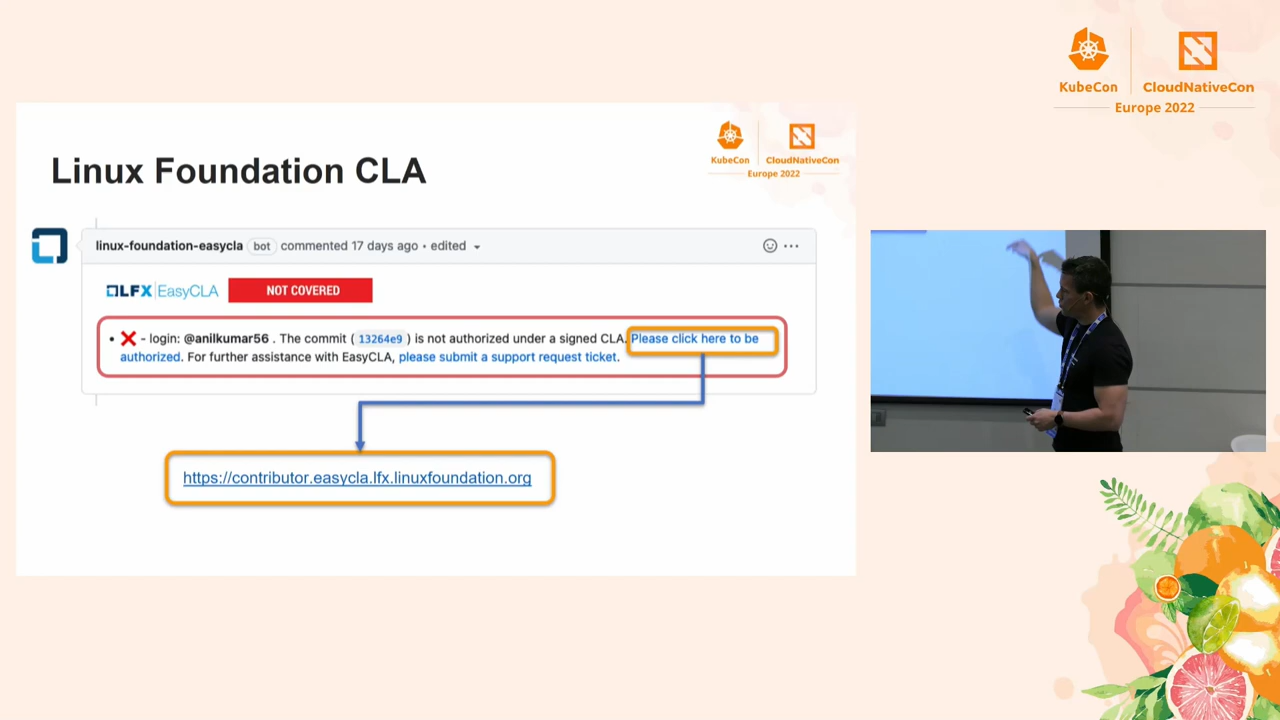 KubeCon
CloudNativeCon
Europe 2022
Linux Foundation CLA
KubeCon
CloudNativeCon
Europe 2022
linux-foundation-easycla bot commented 17 days ago • edited
LFX EasyCLA NOT COVERED
• ❌ - login: @anilkumar56 . The commit ( 13264e9 ) is not authorized under a signed CLA. Please click here to be
authorized. For further assistance with EasyCLA, please submit a support request ticket.
https://contributor.easycla.lfx.linuxfoundation.org